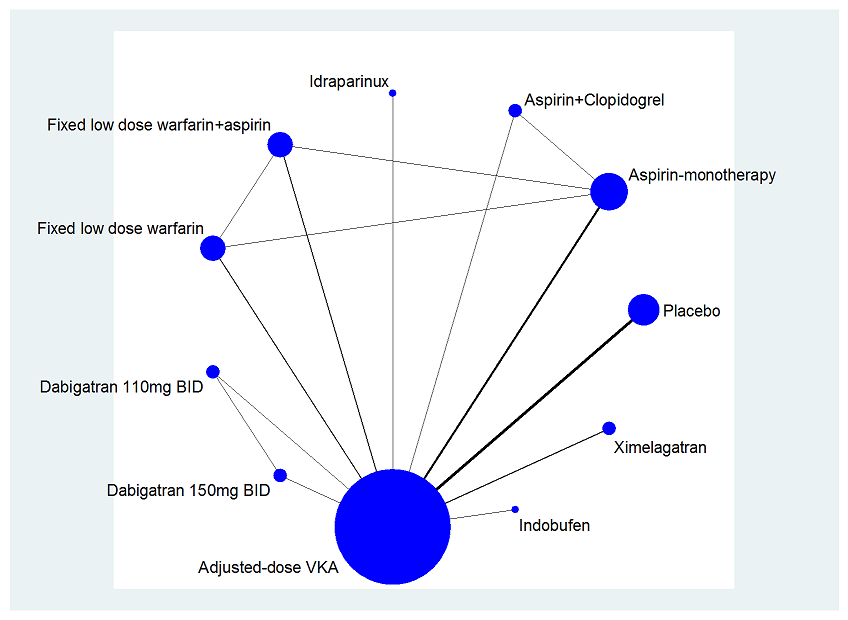 Idraparinux
Aspirin+Clopidogrel
Fixed low dose warfarin+aspirin
Aspirin-monotherapy
Fixed low dose warfarin
Placebo
Dabigatran 110mg BID
Ximelagatran
Dabigatran 150mg BID
Indobufen
Adjusted-dose VKA